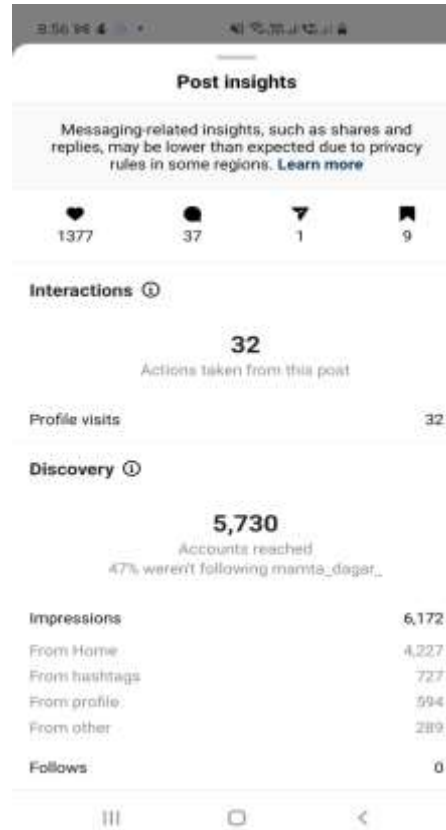 Post insights
Messaging-related insights, such as shares and
replies, may be lower than expected due to privacy
rules in some regions. Learn more
1377 37 1 9
Interactions
32
Actions taken from this post
Profile visits 32
Discovery
5,730
Accounts reached
47% weren't following mamta_dagar_
Impressions 6,172
From Home 4,227
From hashtags 727
From profile 594
From other 289
Follows 0